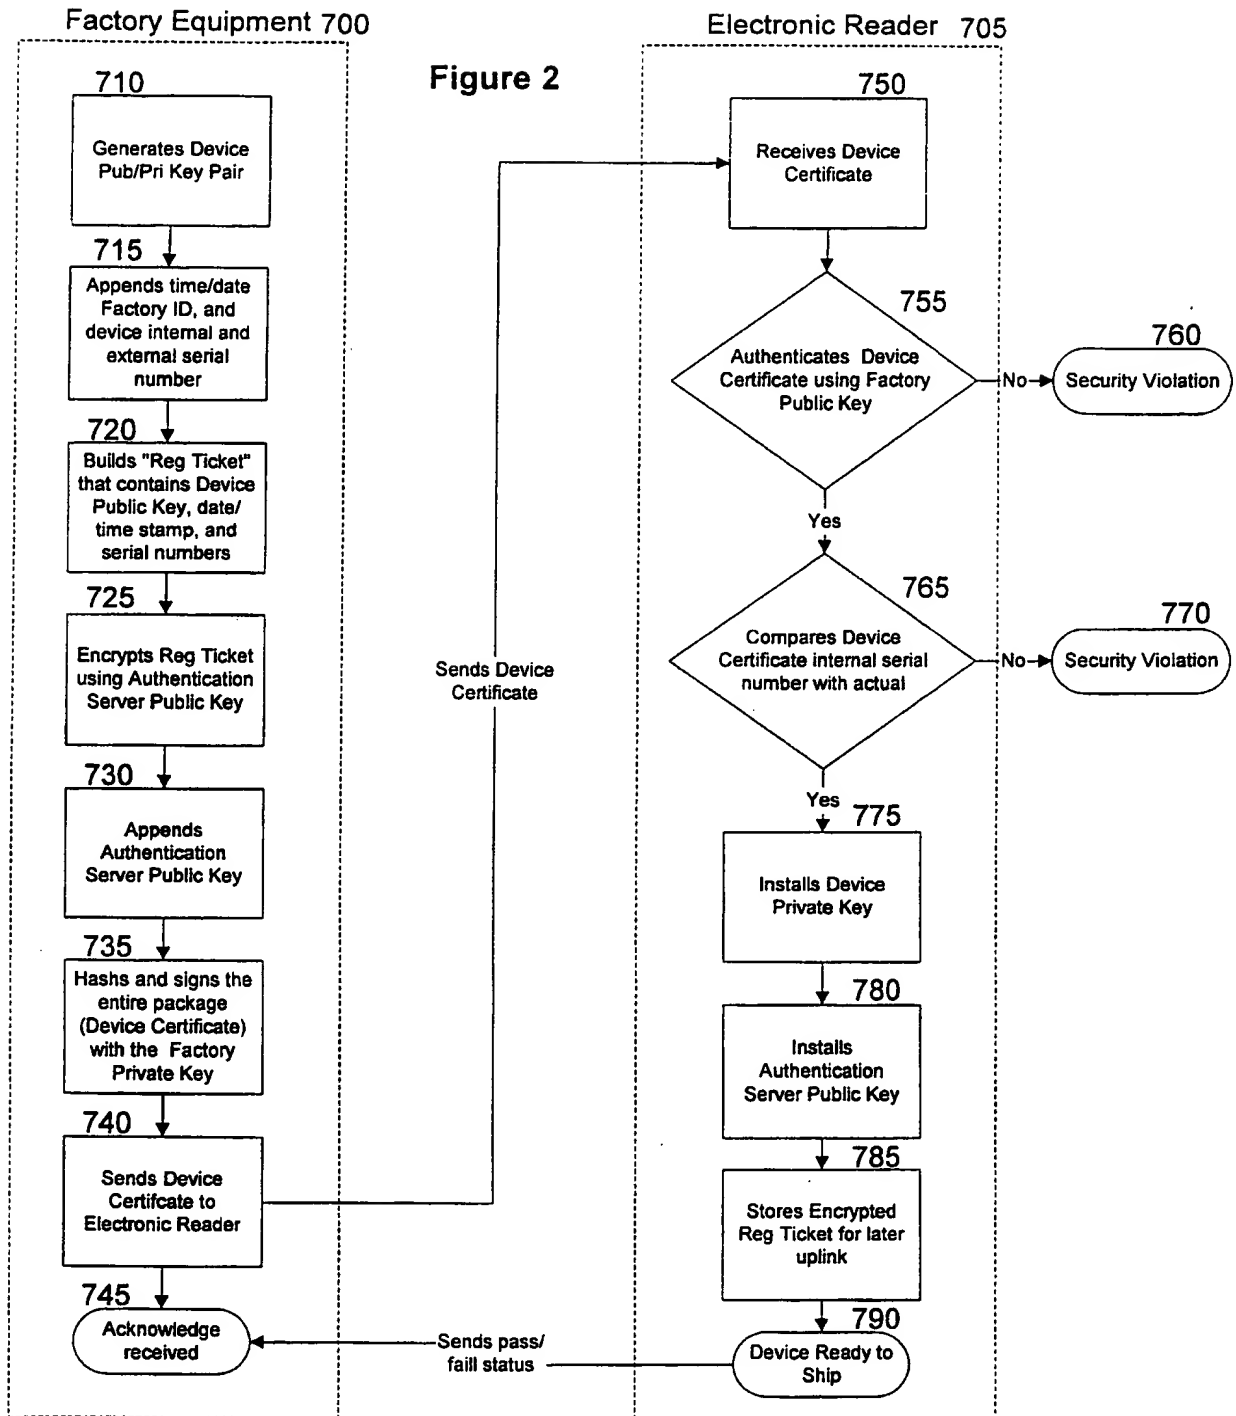 Factory Equipment 700
Electronic Reader 705
Figure 2
710
Generates Device
Pub/Pri Key Pair
715
Appends time/date
Factory ID, and
device internal and
external serial
number
720
Builds "Reg Ticket"
that contains Device
Public Key, date/
time stamp, and
serial numbers
725
Encrypts Reg Ticket
using Authentication
Server Public Key
730
Appends
Authentication
Server Public Key
735
Hashs and signs the
entire package
(Device Certificate)
with the Factory
Private Key
740
Sends Device
Certifcate to
Electronic Reader
745
Acknowledge
received
Sends Device
Certificate
Sends pass/
faill status
750
Receives Device
Certificate
755
Authenticates Device
Certificate using Factory
Public Key
No
760
Security Violation
Yes
765
Compares Device
Certificate internal serial
number with actual
No
770
Security Violation
Yes
775
Installs Device
Private Key
780
Installs
Authentication
Server Public Key
785
Stores Encrypted
Reg Ticket for later
uplink
790
Device Ready to
Ship